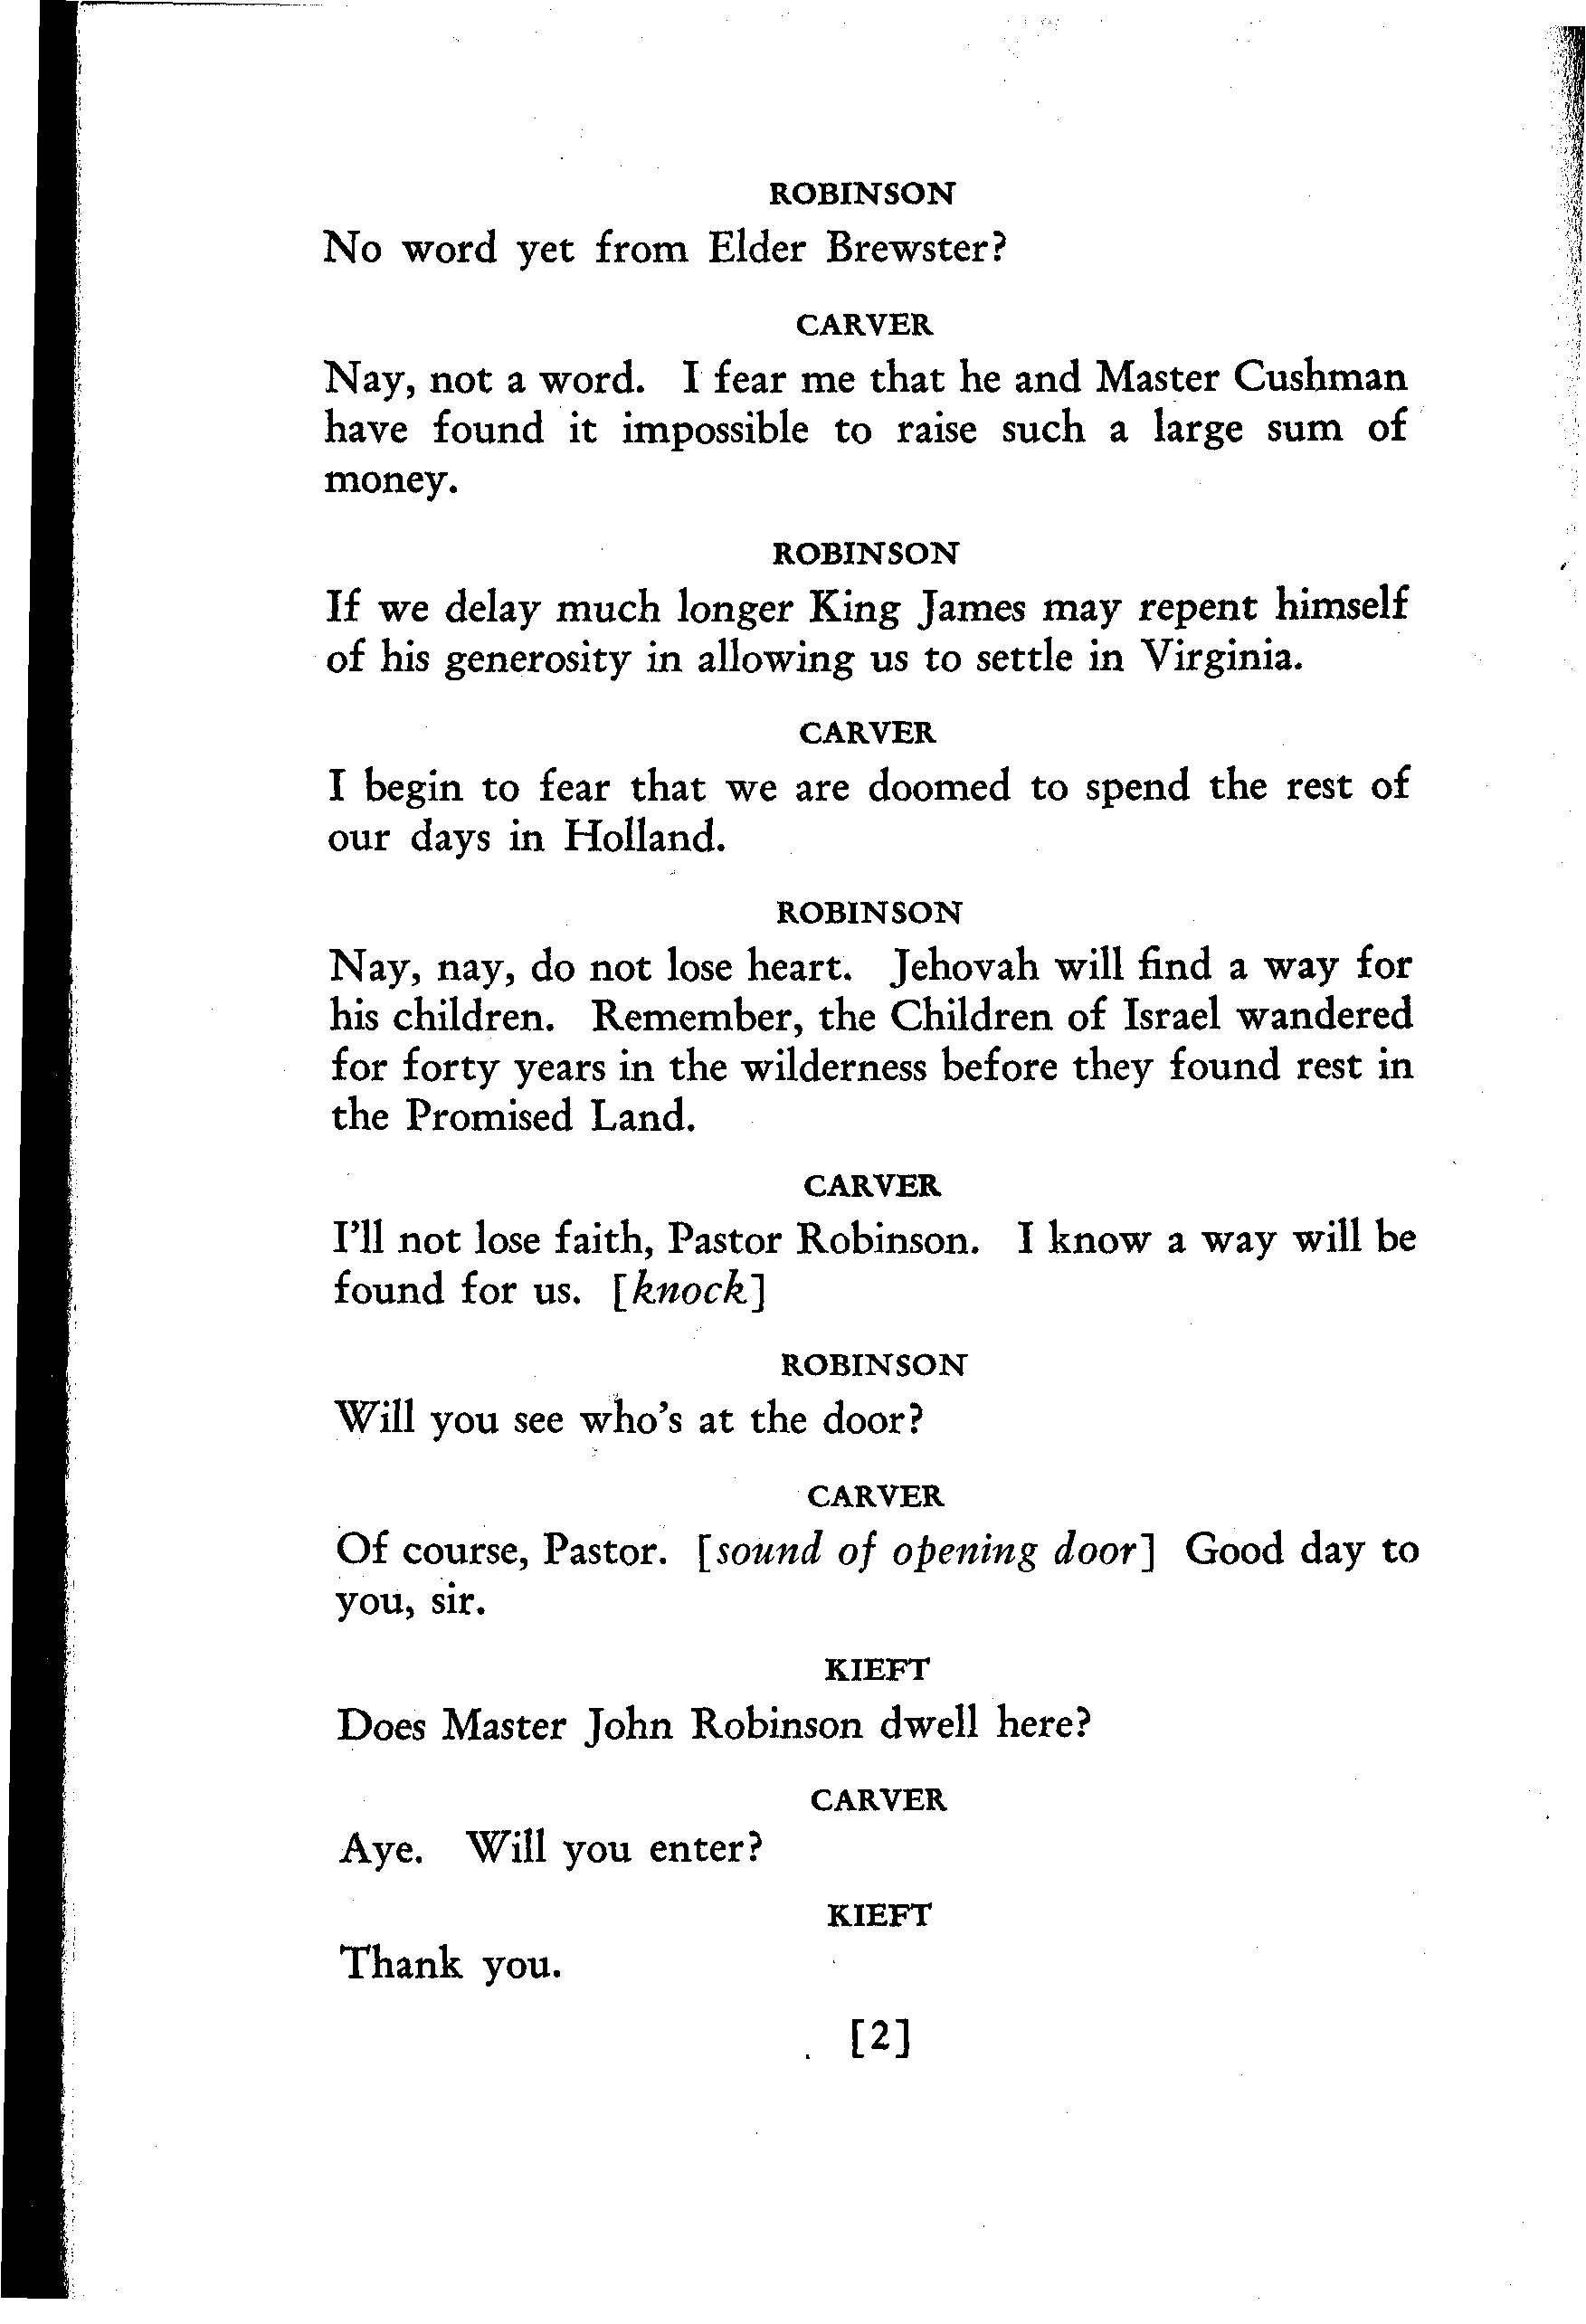 ROBINSON
No word yet from Elder Brewster?
CARVER
Nay, not a word. I fear me that he and Master Cushman
have found it impossible to raise such a large sum of
money.
ROBINSON
If we delay much longer King James may repent himself
of his generosity in allowing us to settle in Virginia.
CARVER
I begin to fear that we are doomed to spend the rest of
our days in Holland.
ROBINSON
Nay, nay, do not lose heart. Jehovah will find a way for
his children. Remember, the Children of Israel wandered
for forty years in the wilderness before they found rest in
the Promised Land.
CARVER
I'll not lose faith, Pastor Robinson. I know a way will be
found for us. [knock]
ROBINSON
Will you see who's at the door?
CARVER
Of course, Pastor. [sound of opening door] Good day to
you, sir.
KIEFT
Does Master John Robinson dwell here?
CARVER
Aye. Will you enter?
KIEFT
Thank you.
[2]